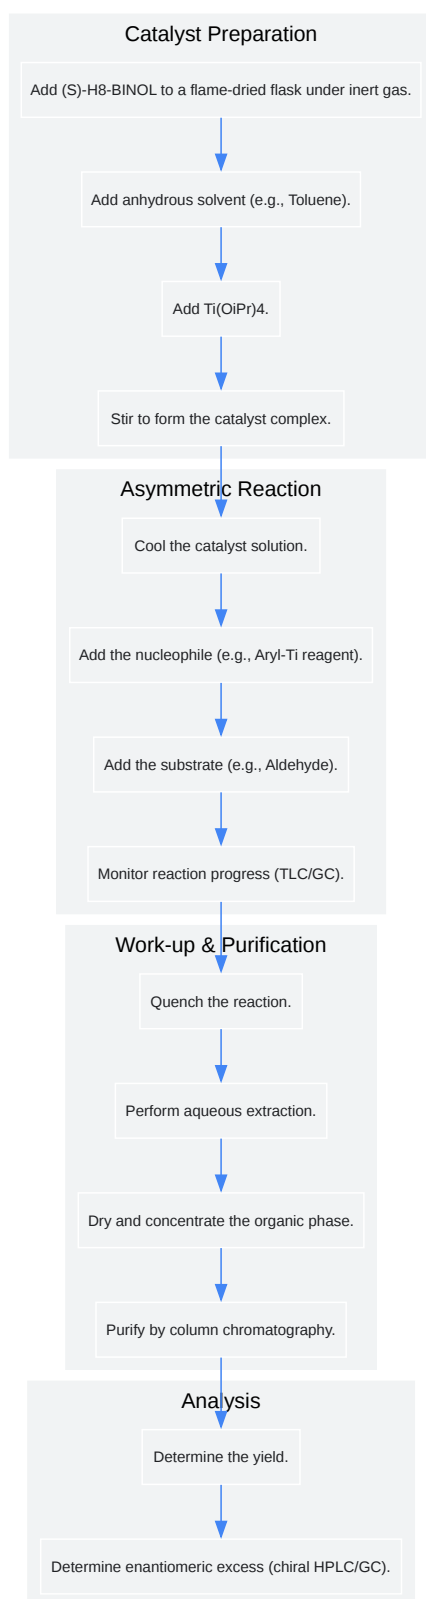 Catalyst Preparation
Add (S)-H8-BINOL to a flame-dried flask under inert gas.
Add anhydrous solvent (e.g., Toluene).
Add Ti(OiPr)4.
Stir to form the catalyst complex.
Asymmetric Reaction
Cool the catalyst solution.
Add the nucleophile (e.g., Aryl-Ti reagent).
Add the substrate (e.g., Aldehyde).
Monitor reaction progress (TLC/GC).
Work-up & Purification
Quench the reaction.
Perform aqueous extraction.
Dry and concentrate the organic phase.
Purify by column chromatography.
Analysis
Determine the yield.
Determine enantiomeric excess (chiral HPLC/GC).